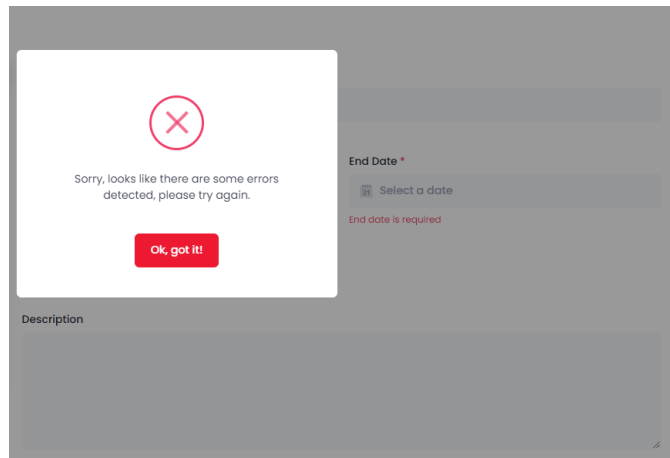 Sorry, looks like there are some errors
detected, please try again.
Ok, got it!
End Date *
Select a date
End date is required
Description